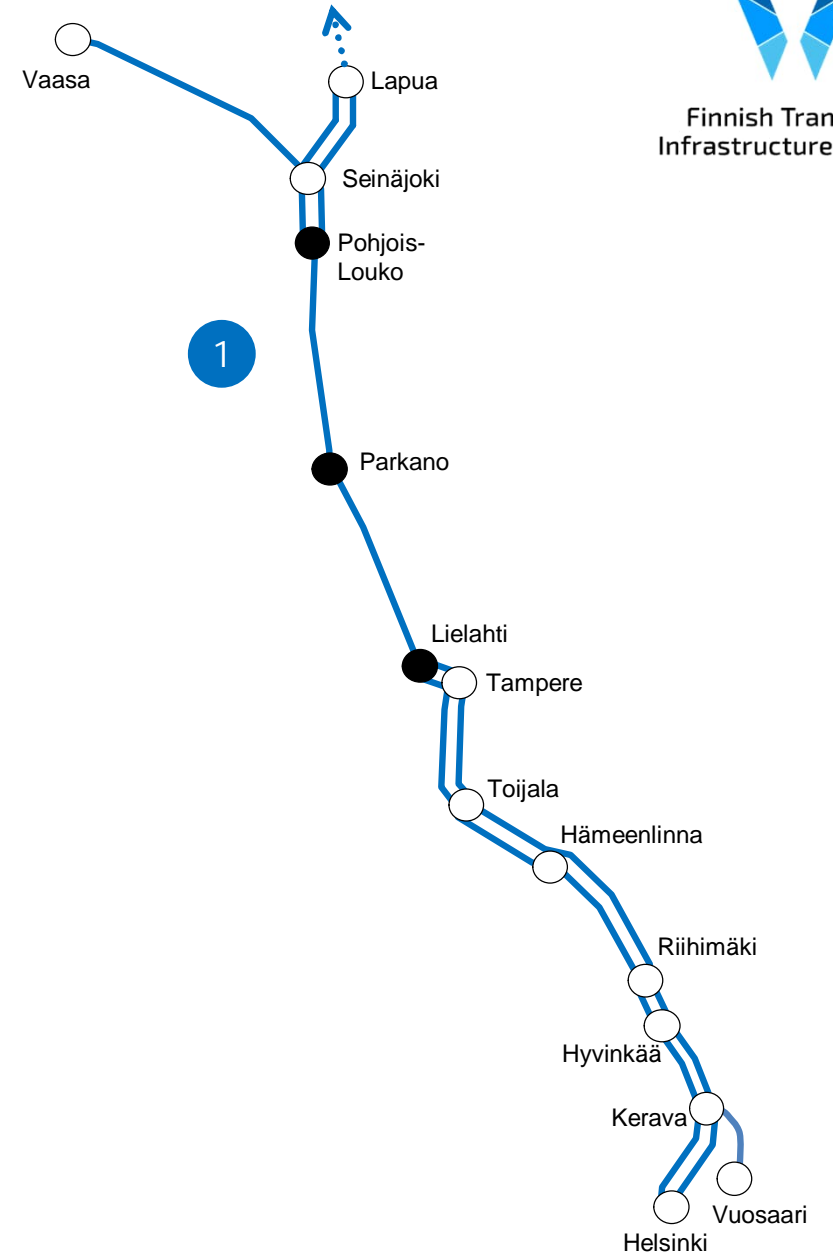 Vaasa
Lapua
Finnish Tran
Infrastructure
Seinäjoki
Pohjois-
Louko
1
Parkano
Lielahti
Tampere
Toijala
Hämeenlinna
Riihimäki
Hyvinkää
Kerava
Vuosaari
Helsinki